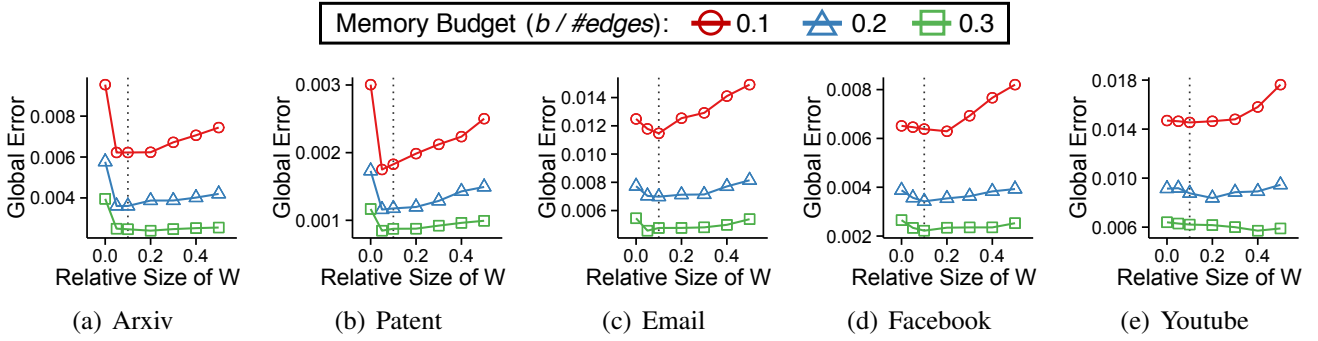 Memory Budget (b / #edges): 0.1 0.2 0.3
Global Error
0.008
0.006
0.004
0.0 0.2 0.4
Relative Size of W
(a) Arxiv
Global Error
0.003
0.002
0.001
0.0 0.2 0.4
Relative Size of W
(b) Patent
Global Error
0.014
0.012
0.010
0.008
0.006
0.0 0.2 0.4
Relative Size of W
(c) Email
Global Error
0.008
0.006
0.004
0.002
0.0 0.2 0.4
Relative Size of W
(d) Facebook
Global Error
0.018
0.014
0.010
0.006
0.0 0.2 0.4
Relative Size of W
(e) Youtube